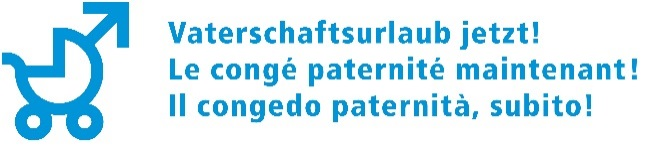 Vaterschaftsurlaub jetzt!
Le congé paternité maintenant!
Il congedo paternità, subito!